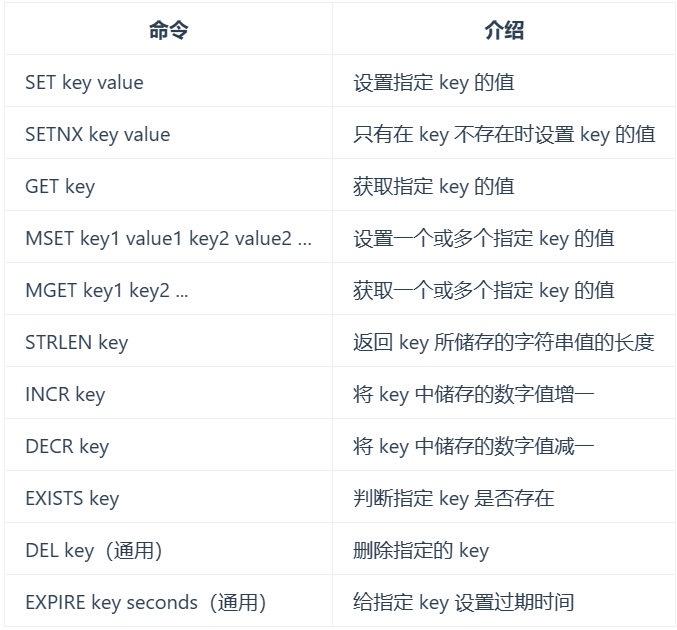 命令 介绍
SET key value 设置指定 key 的值
SETNX key value 只有在 key 不存在时设置 key 的值
GET key 获取指定 key 的值
MSET key1 value1 key2 value2 … 设置一个或多个指定 key 的值
MGET key1 key2 ... 获取一个或多个指定 key 的值
STRLEN key 返回 key 所储存的字符串值的长度
INCR key 将 key 中储存的数字值增一
DECR key 将 key 中储存的数字值减一
EXISTS key 判断指定 key 是否存在
DEL key（通用） 删除指定的 key
EXPIRE key seconds（通用） 给指定 key 设置过期时间